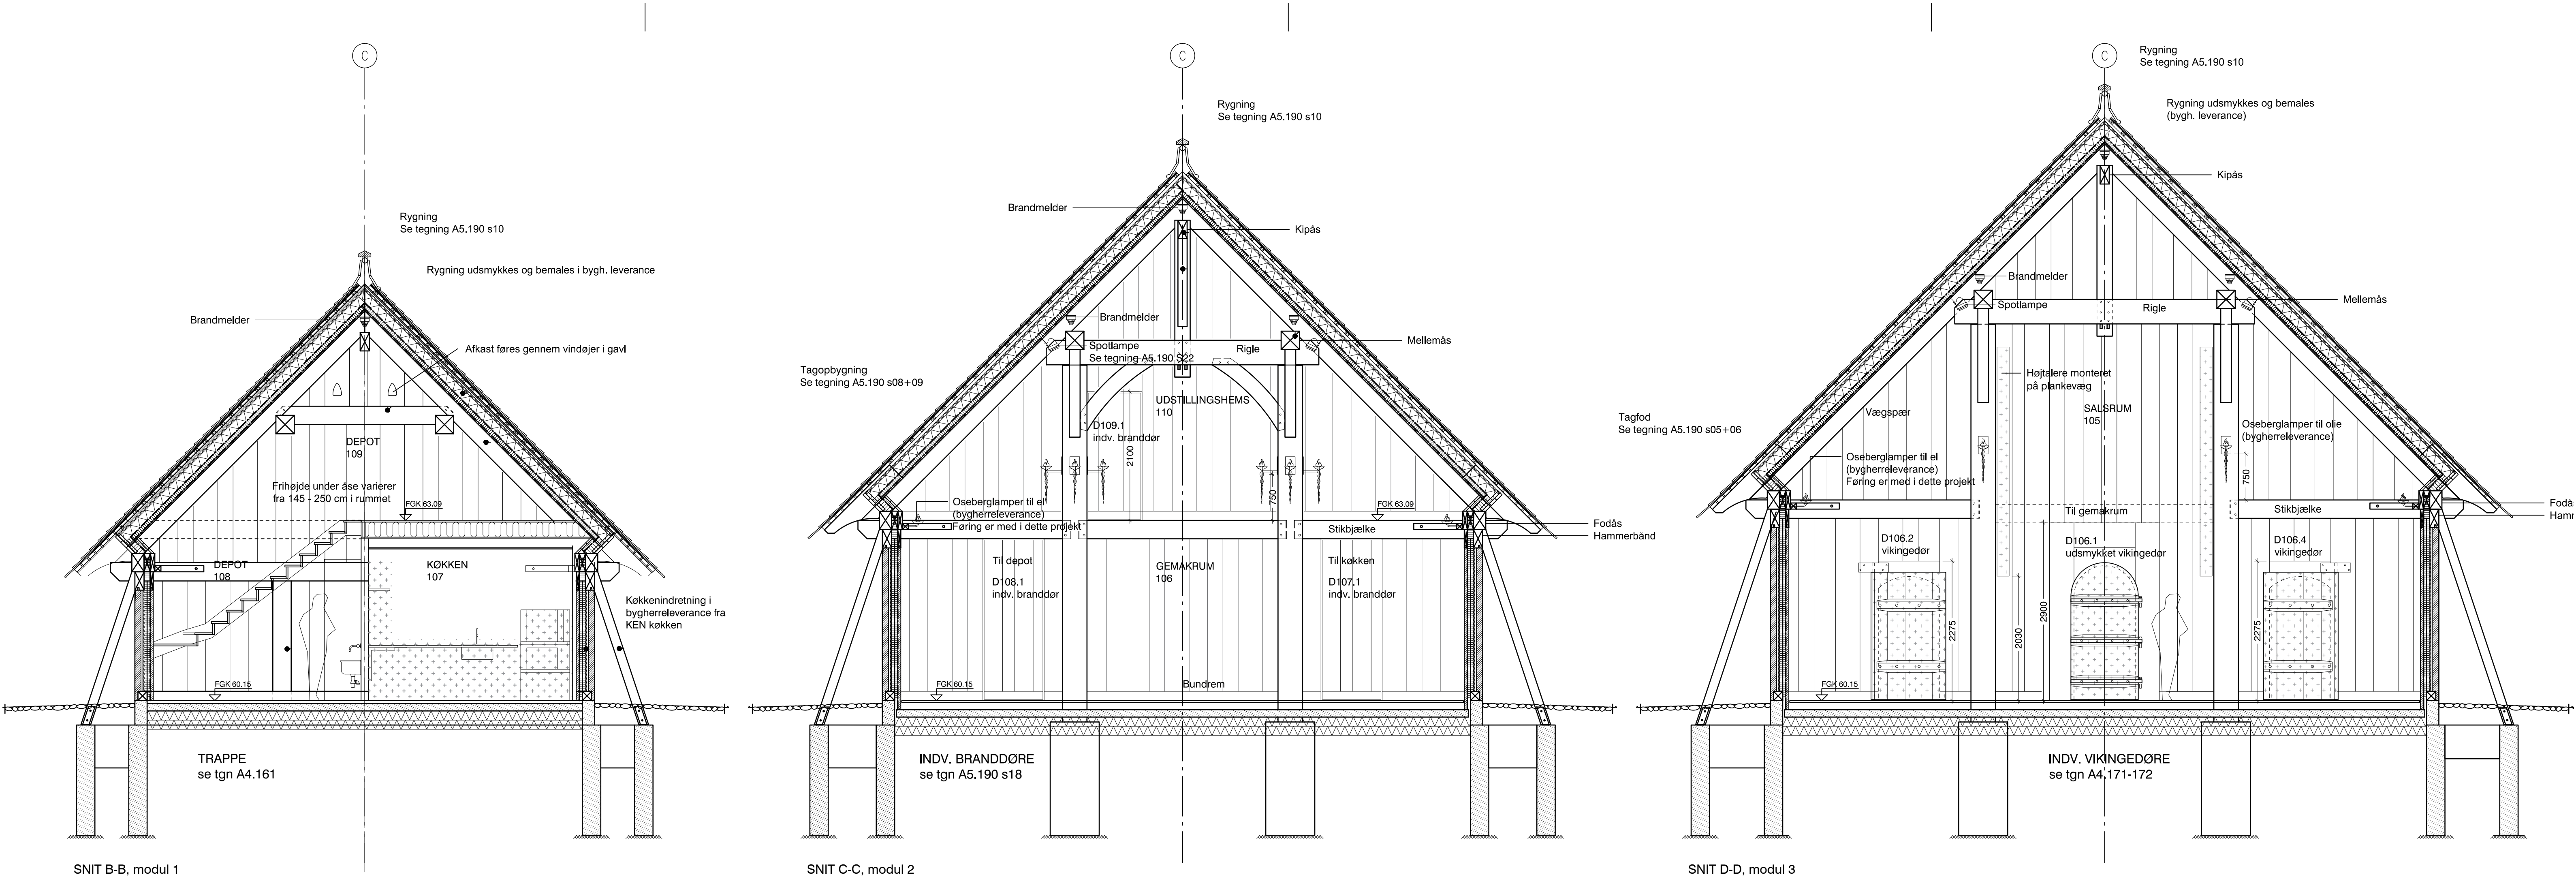 C
Rygning
Se tegning A5.190 s10
Rygning udsmykkes og bemales i bygh. leverance
Brandmelder
Afkast føres gennem vindøjer i gavl
DEPOT
109
Frihøjde under åse varierer
fra 145 - 250 cm i rummet
FGK 63.09
DEPOT
108
KØKKEN
107
Køkkenindretning i
bygherreleverance fra
KEN køkken
FGK 60.15
TRAPPE
se tgn A4.161
SNIT B-B, modul 1
C
Rygning
Se tegning A5.190 s10
Brandmelder
Kipås
Brandmelder
Spotlampe
Se tegning A5.190 S22
Rigle
Mellemås
Tagopbygning
Se tegning A5.190 s08+09
UDSTILLINGSHEMS
110
D109.1
indv. branddør
2100
750
Oseberglamper til el
(bygherreleverance)
Føring er med i dette projekt
FGK 63.09
Stikbjælke
Fodås
Hammerbånd
Til depot
D108.1
indv. branddør
GEMAKRUM
106
Til køkken
D107.1
indv. branddør
FGK 60.15
Bundrem
INDV. BRANDDØRE
se tgn A5.190 s18
SNIT C-C, modul 2
C
Rygning
Se tegning A5.190 s10
Rygning udsmykkes og bemales
(bygh. leverance)
Kipås
Brandmelder
Spotlampe
Rigle
Mellemås
Højtalere monteret
på plankevæg
Vægspær
SALSRUM
105
Tagfod
Se tegning A5.190 s05+06
Oseberglamper til olie
(bygherreleverance)
Oseberglamper til el
(bygherreleverance)
Føring er med i dette projekt
750
Til gemakrum
Stikbjælke
Fodå
Hamr
D106.2
vikingedør
D106.1
udsmykket vikingedør
D106.4
vikingedør
2275
2030
2900
2275
FGK 60.15
INDV. VIKINGEDØRE
se tgn A4.171-172
SNIT D-D, modul 3